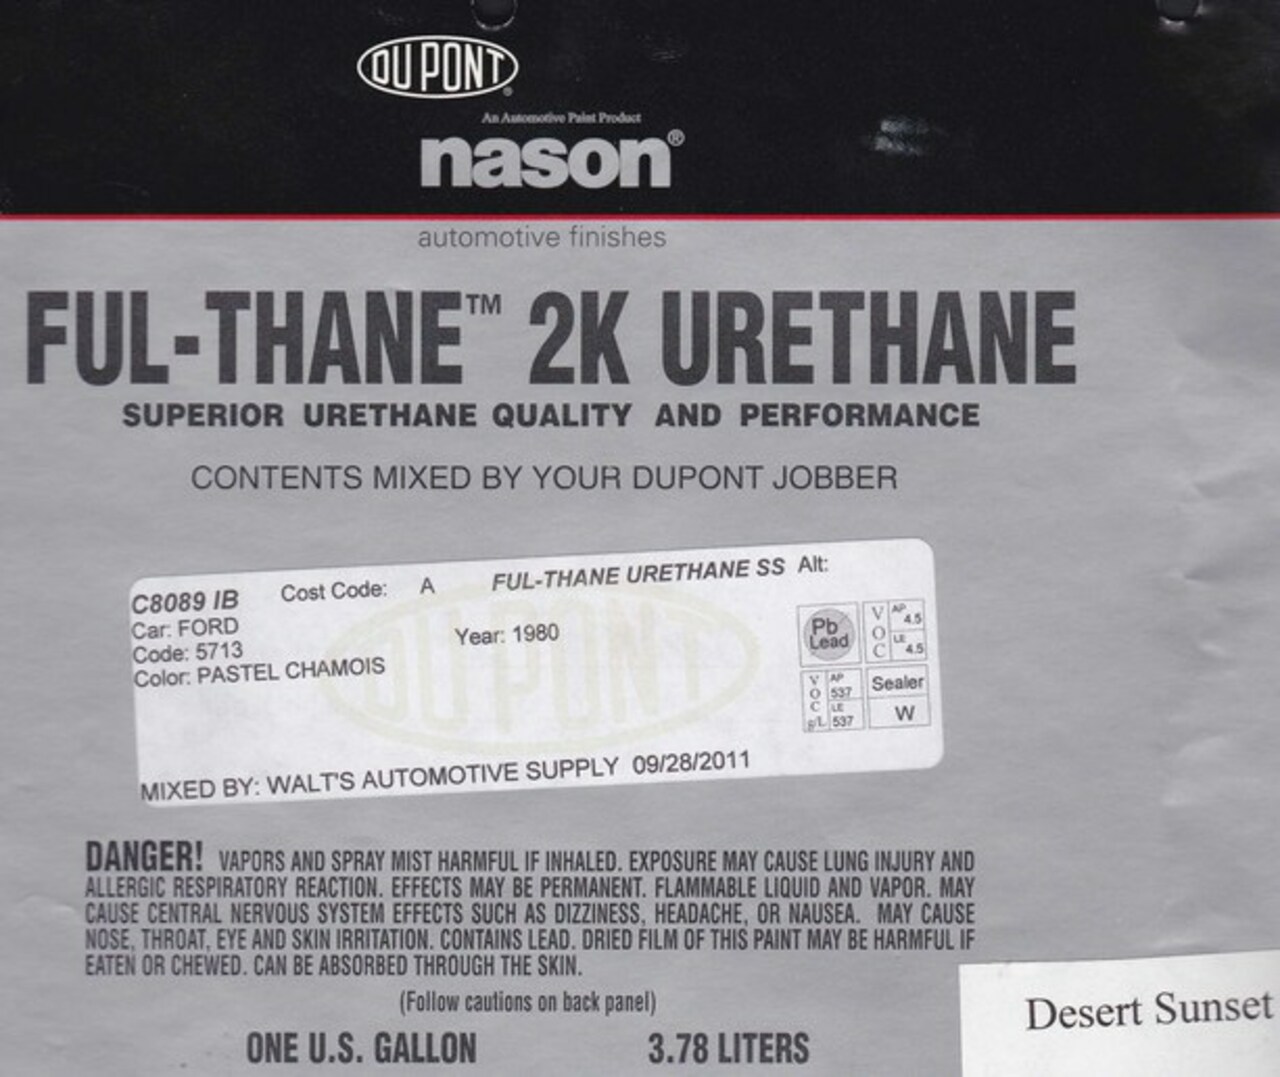 DU PONT®
An Automotive Paint Product
nason®
automotive finishes
FUL-THANE™ 2K URETHANE
SUPERIOR URETHANE QUALITY AND PERFORMANCE
CONTENTS MIXED BY YOUR DUPONT JOBBER
C8089 IB Cost Code: A FUL-THANE URETHANE SS Alt:
Car: FORD Year: 1980
Code: 5713
Color: PASTEL CHAMOIS
Pb Lead
VOC AP 4.5 LE 4.5
VOC g/L AP 537 LE 537
Sealer
W
DUPONT
MIXED BY: WALT'S AUTOMOTIVE SUPPLY 09/28/2011
DANGER! VAPORS AND SPRAY MIST HARMFUL IF INHALED. EXPOSURE MAY CAUSE LUNG INJURY AND
ALLERGIC RESPIRATORY REACTION. EFFECTS MAY BE PERMANENT. FLAMMABLE LIQUID AND VAPOR. MAY
CAUSE CENTRAL NERVOUS SYSTEM EFFECTS SUCH AS DIZZINESS, HEADACHE, OR NAUSEA. MAY CAUSE
NOSE, THROAT, EYE AND SKIN IRRITATION. CONTAINS LEAD. DRIED FILM OF THIS PAINT MAY BE HARMFUL IF
EATEN OR CHEWED. CAN BE ABSORBED THROUGH THE SKIN.
(Follow cautions on back panel)
ONE U.S. GALLON 3.78 LITERS
Desert Sunset